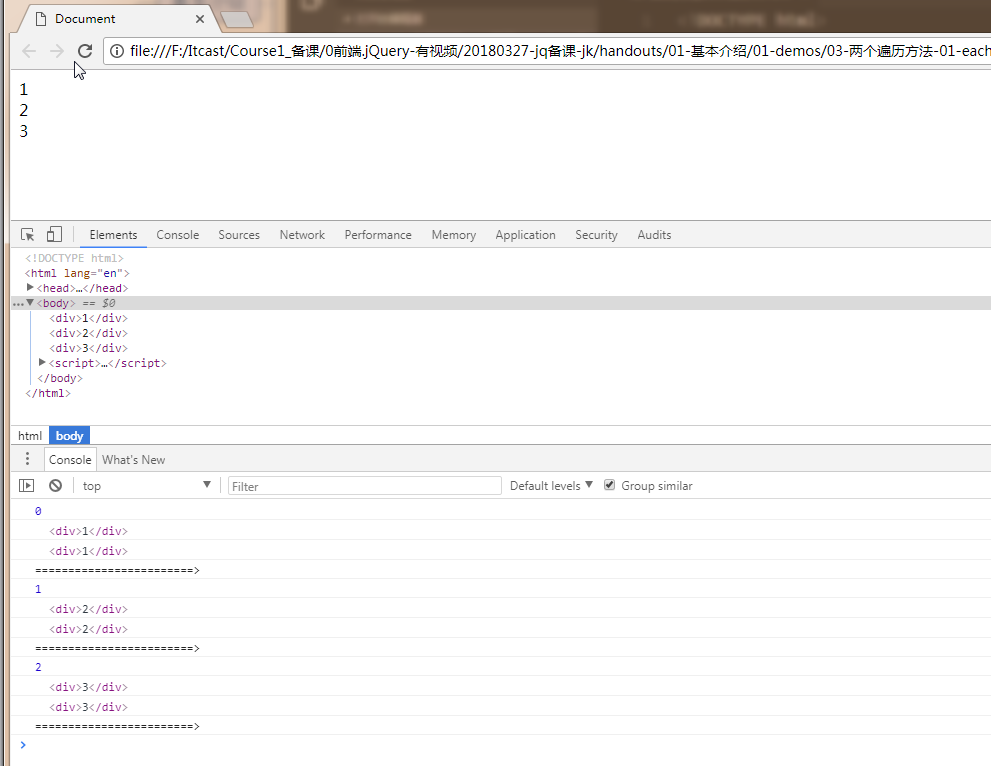 Document
file:///F:/Itcast/Course1_备课/0前端.jQuery-有视频/20180327-jq备课-jk/handouts/01-基本介绍/01-demos/03-两个遍历方法-01-each
1
2
3
Elements Console Sources Network Performance Memory Application Security Audits
<!DOCTYPE html>
<html lang="en">
<head>…</head>
<body> == $0
<div>1</div>
<div>2</div>
<div>3</div>
<script>…</script>
</body>
</html>
html body
Console What's New
top Filter Default levels Group similar
0
<div>1</div>
<div>1</div>
========================>
1
<div>2</div>
<div>2</div>
========================>
2
<div>3</div>
<div>3</div>
========================>